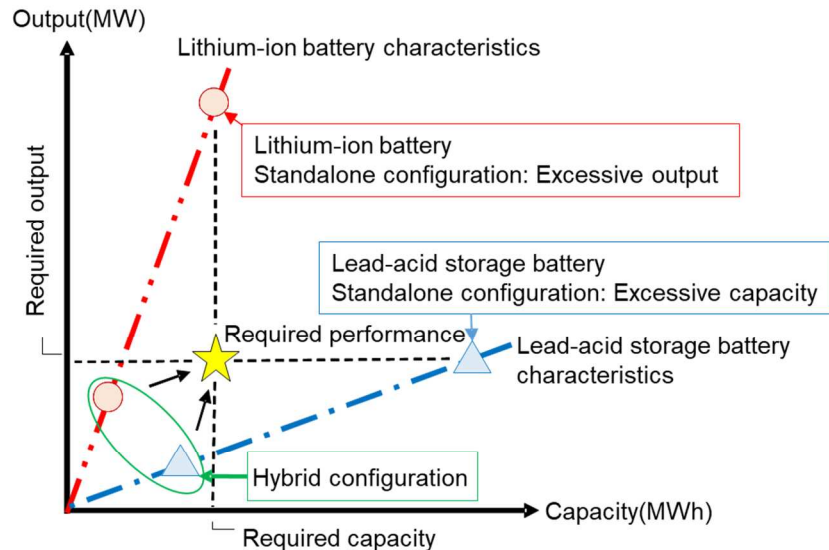 Output(MW)
Lithium-ion battery characteristics
Lithium-ion battery
Standalone configuration: Excessive output
Required output
Lead-acid storage battery
Standalone configuration: Excessive capacity
Required performance
Lead-acid storage battery
characteristics
Hybrid configuration
Capacity(MWh)
Required capacity